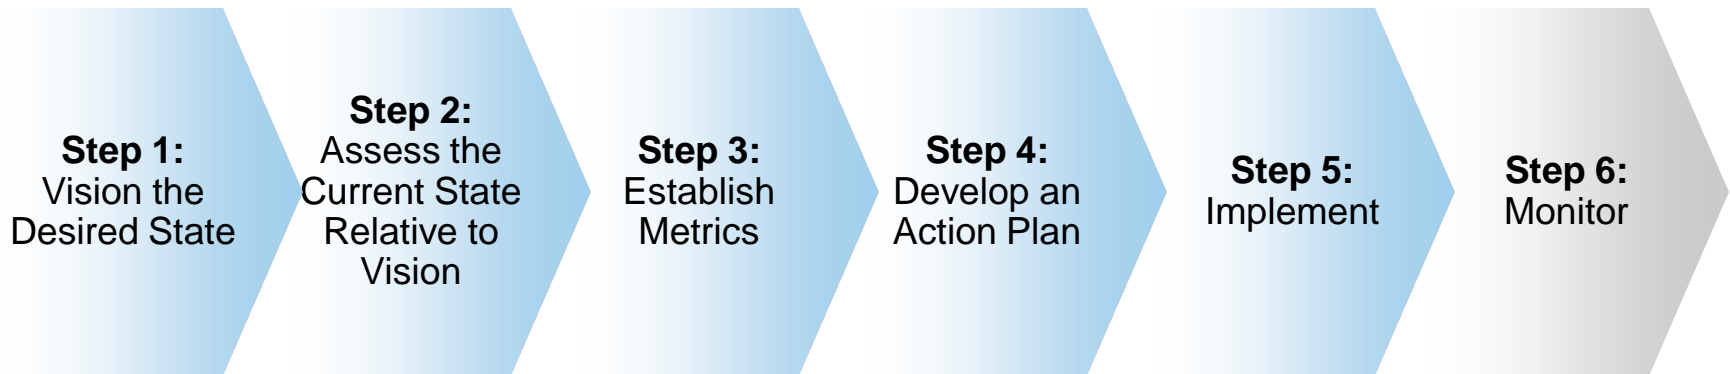 Step 1:
Vision the
Desired State
Step 2:
Assess the
Current State
Relative to
Vision
Step 3:
Establish
Metrics
Step 4:
Develop an
Action Plan
Step 5:
Implement
Step 6:
Monitor